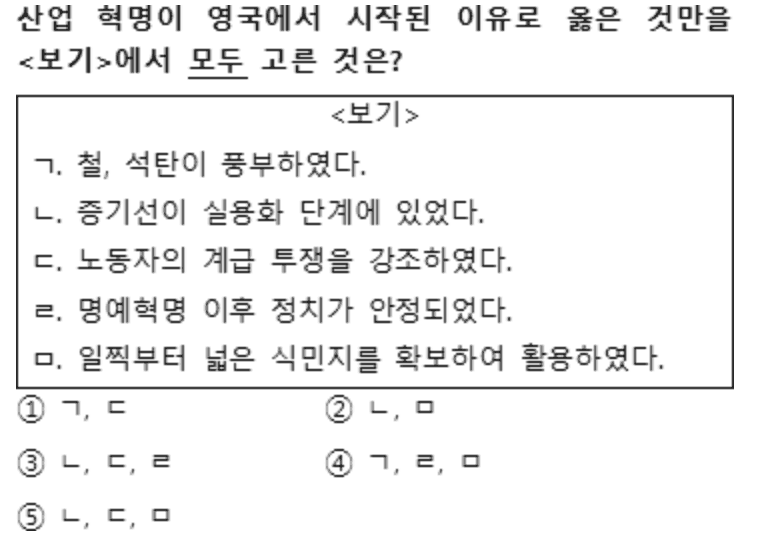 산업 혁명이 영국에서 시작된 이유로 옳은 것만을
<보기>에서 모두 고른 것은?
<보기>
ㄱ. 철, 석탄이 풍부하였다.
ㄴ. 증기선이 실용화 단계에 있었다.
ㄷ. 노동자의 계급 투쟁을 강조하였다.
ㄹ. 명예혁명 이후 정치가 안정되었다.
ㅁ. 일찍부터 넓은 식민지를 확보하여 활용하였다.
① ㄱ, ㄷ ② ㄴ, ㅁ
③ ㄴ, ㄷ, ㄹ ④ ㄱ, ㄹ, ㅁ
⑤ ㄴ, ㄷ, ㅁ